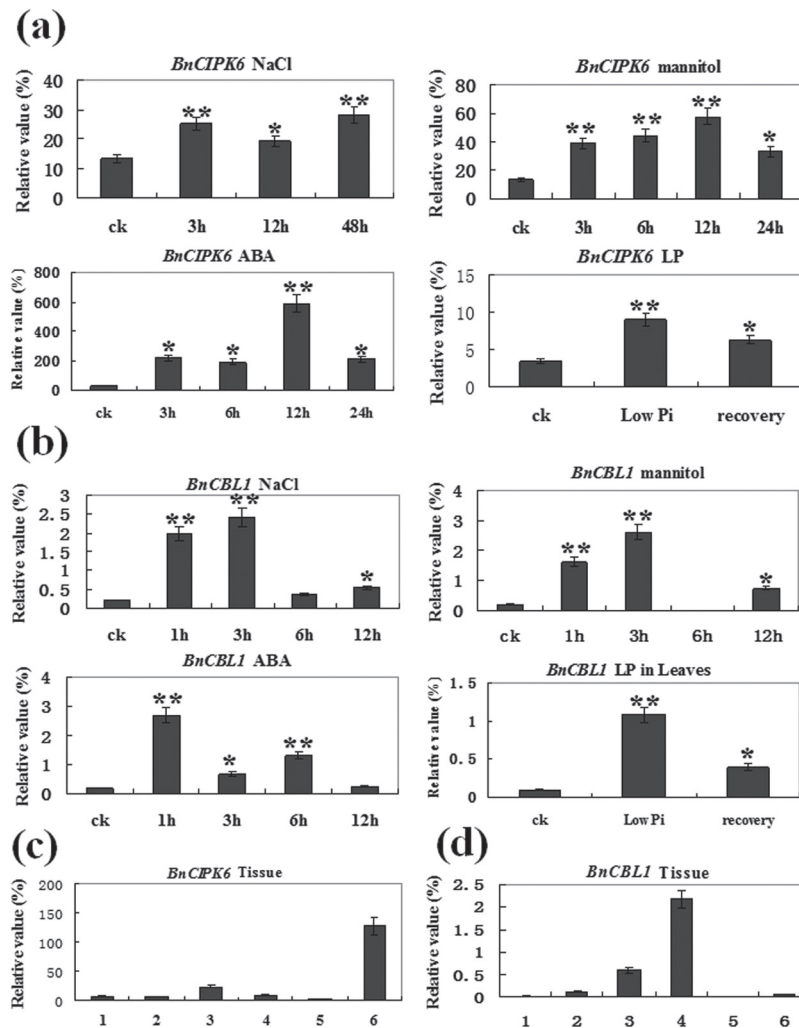 (a)
BnCIPK6 NaCl
Relative value (%)
40
30
20
10
0
** * **
ck 3h 12h 48h
BnCIPK6 mannitol
Relative value (%)
80
60
40
20
0
** ** ** *
ck 3h 6h 12h 24h
BnCIPK6 ABA
Relative value (%)
800
600
400
200
0
* * ** *
ck 3h 6h 12h 24h
BnCIPK6 LP
Relative value (%)
15
10
5
0
** *
ck Low Pi recovery
(b)
BnCBL1 NaCl
Relative value (%)
3
2.5
2
1.5
1
0.5
0
** ** *
ck 1h 3h 6h 12h
BnCBL1 mannitol
Relative value (%)
4
3
2
1
0
** ** *
ck 1h 3h 6h 12h
BnCBL1 ABA
Relative value (%)
4
3
2
1
0
** * **
ck 1h 3h 6h 12h
BnCBL1 LP in Leaves
Relative value (%)
1.5
1
0.5
0
** *
ck Low Pi recovery
(c)
BnCIPK6 Tissue
Relative value (%)
200
150
100
50
0
1 2 3 4 5 6
(d)
BnCBL1 Tissue
Relative value (%)
2.5
2
1.5
1
0.5
0
1 2 3 4 5 6